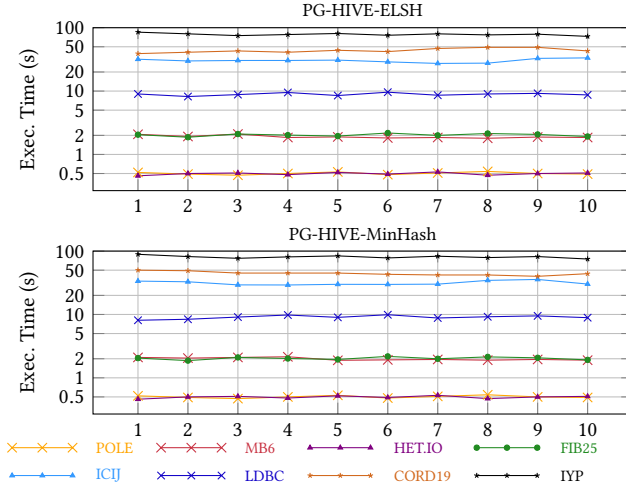 PG-HIVE-ELSH
Exec. Time (s)
100
50
20
10
5
2
1
0.5
1 2 3 4 5 6 7 8 9 10
PG-HIVE-MinHash
Exec. Time (s)
100
50
20
10
5
2
1
0.5
1 2 3 4 5 6 7 8 9 10
POLE MB6 HET.IO FIB25
ICIJ LDBC CORD19 IYP